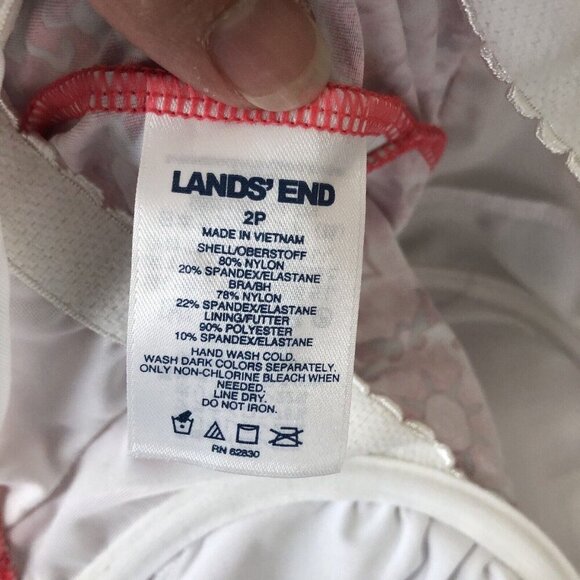 LANDS' END
2P
MADE IN VIETNAM
SHELL/OBERSTOFF
80% NYLON
20% SPANDEX/ELASTANE
BRA/BH
78% NYLON
22% SPANDEX/ELASTANE
LINING/FUTTER
90% POLYESTER
10% SPANDEX/ELASTANE
HAND WASH COLD.
WASH DARK COLORS SEPARATELY.
ONLY NON-CHLORINE BLEACH WHEN
NEEDED.
LINE DRY.
DO NOT IRON.
RN 62830